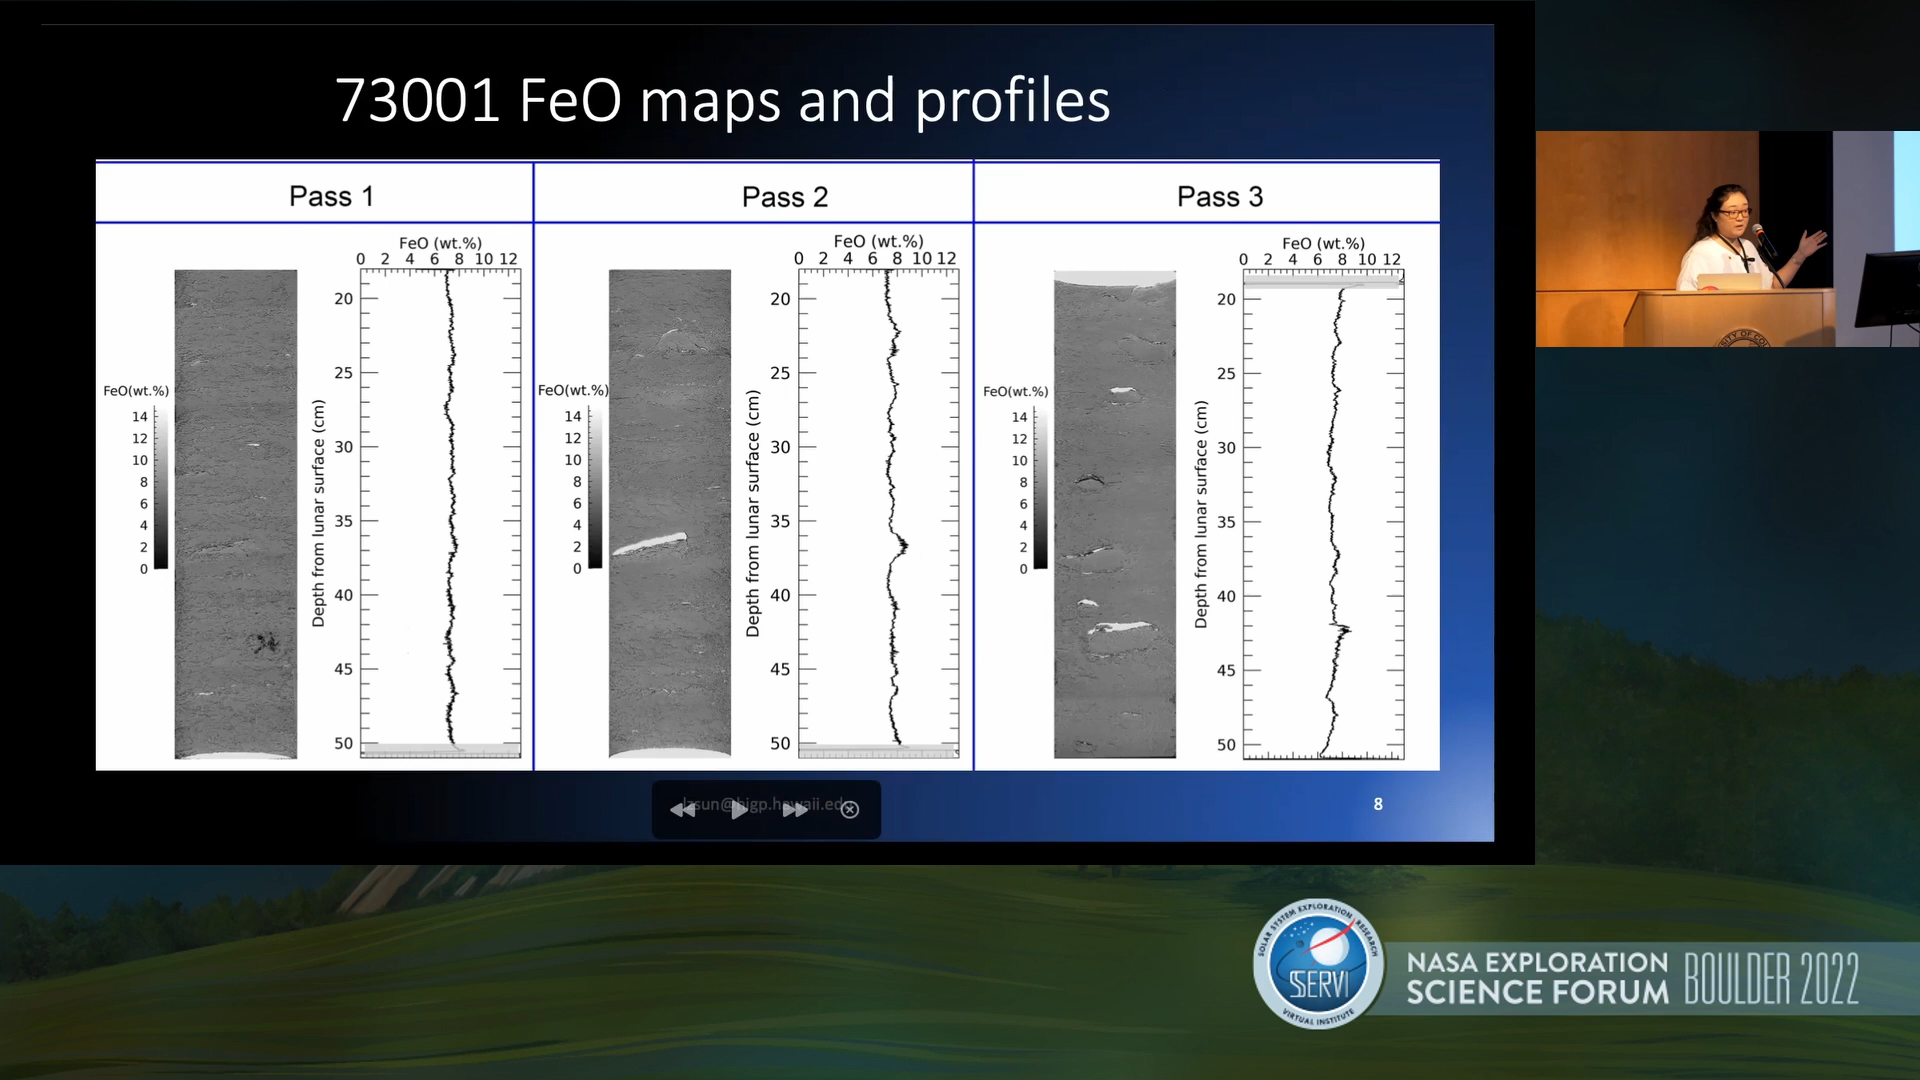 73001 FeO maps and profiles
Pass 1
Pass 2
Pass 3
FeO(wt.%)
14
12
10
8
6
4
2
0
FeO (wt.%)
0 2 4 6 8 10 12
Depth from lunar surface (cm)
20
25
30
35
40
45
50
FeO(wt.%)
14
12
10
8
6
4
2
0
FeO (wt.%)
0 2 4 6 8 10 12
Depth from lunar surface (cm)
20
25
30
35
40
45
50
FeO(wt.%)
14
12
10
8
6
4
2
0
FeO (wt.%)
0 2 4 6 8 10 12
Depth from lunar surface (cm)
20
25
30
35
40
45
50
8
SOLAR SYSTEM EXPLORATION RESEARCH
SSERVI
VIRTUAL INSTITUTE
NASA EXPLORATION
SCIENCE FORUM
BOULDER 2022